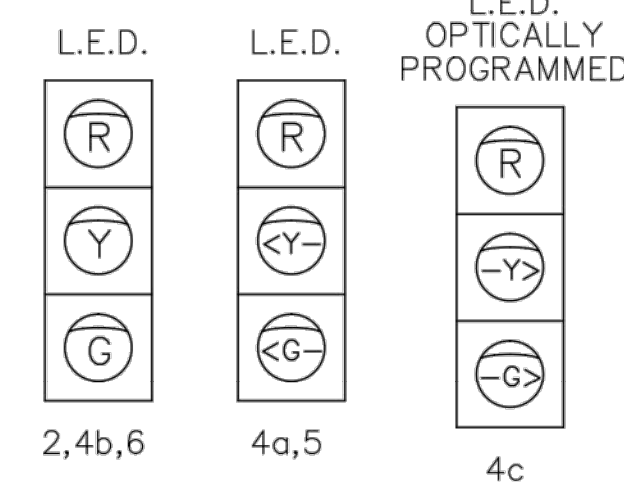 L.E.D.
R
Y
G
2,4b,6
L.E.D.
R
<Y–
<G–
4a,5
L.E.D.
OPTICALLY
PROGRAMMED
R
–Y>
–G>
4c